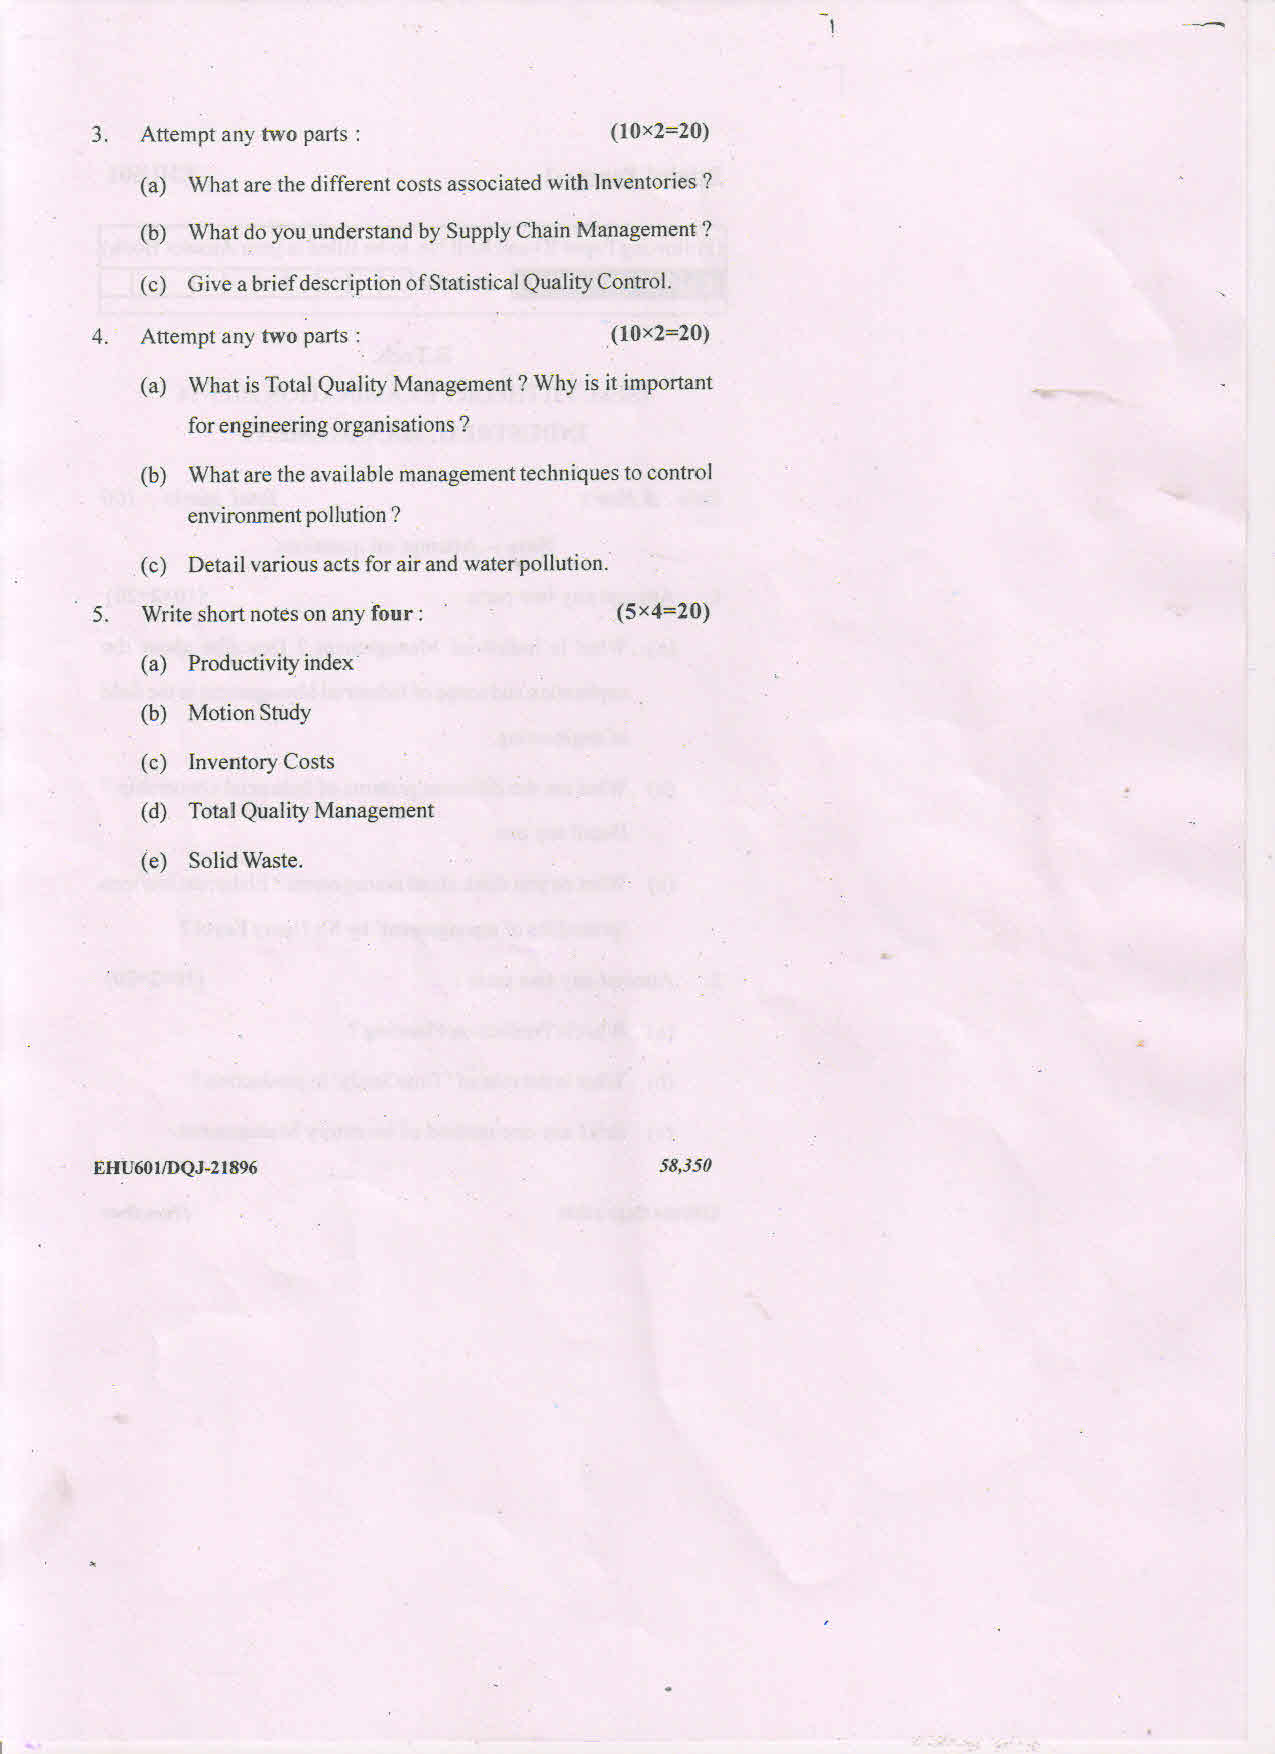 3. Attempt any two parts : (10×2=20)
(a) What are the different costs associated with Inventories ?
(b) What do you understand by Supply Chain Management ?
(c) Give a brief description of Statistical Quality Control.
4. Attempt any two parts : (10×2=20)
(a) What is Total Quality Management ? Why is it important
for engineering organisations ?
(b) What are the available management techniques to control
environment pollution ?
(c) Detail various acts for air and water pollution.
5. Write short notes on any four : (5×4=20)
(a) Productivity index
(b) Motion Study
(c) Inventory Costs
(d) Total Quality Management
(e) Solid Waste.
EHU601/DQJ-21896 58,350